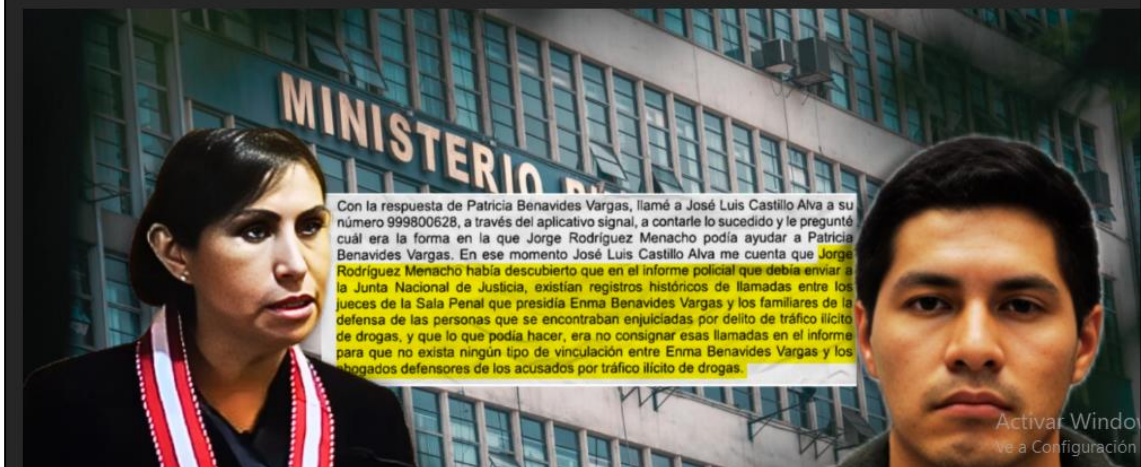 MINISTERIO P
Con la respuesta de Patricia Benavides Vargas, llamé a José Luis Castillo Alva a su
número 999800628, a través del aplicativo signal, a contarle lo sucedido y le pregunté
cuál era la forma en la que Jorge Rodríguez Menacho podía ayudar a Patricia
Benavides Vargas. En ese momento José Luis Castillo Alva me cuenta que Jorge
Rodríguez Menacho había descubierto que en el informe policial que debía enviar a
la Junta Nacional de Justicia, existían registros históricos de llamadas entre los
jueces de la Sala Penal que presidía Enma Benavides Vargas y los familiares de la
defensa de las personas que se encontraban enjuiciadas por delito de tráfico ilícito
de drogas, y que lo que podía hacer, era no consignar esas llamadas en el informe
para que no exista ningún tipo de vinculación entre Enma Benavides Vargas y los
abogados defensores de los acusados por tráfico ilícito de drogas.
Activar Windo
Ve a Configuración